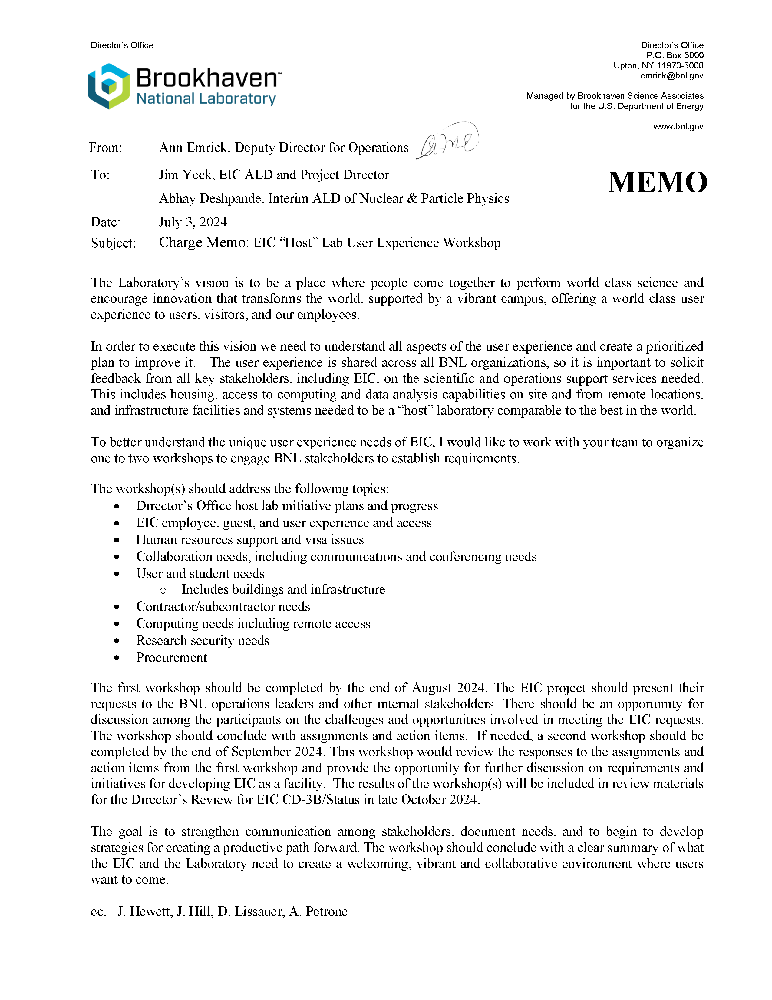 Director's Office
Director's Office
P.O. Box 5000
Upton, NY 11973-5000
emrick@bnl.gov
Brookhaven™
National Laboratory
Managed by Brookhaven Science Associates
for the U.S. Department of Energy
www.bnl.gov
From: Ann Emrick, Deputy Director for Operations
To: Jim Yeck, EIC ALD and Project Director
MEMO
Abhay Deshpande, Interim ALD of Nuclear & Particle Physics
Date: July 3, 2024
Subject: Charge Memo: EIC “Host” Lab User Experience Workshop
The Laboratory’s vision is to be a place where people come together to perform world class science and
encourage innovation that transforms the world, supported by a vibrant campus, offering a world class user
experience to users, visitors, and our employees.
In order to execute this vision we need to understand all aspects of the user experience and create a prioritized
plan to improve it. The user experience is shared across all BNL organizations, so it is important to solicit
feedback from all key stakeholders, including EIC, on the scientific and operations support services needed.
This includes housing, access to computing and data analysis capabilities on site and from remote locations,
and infrastructure facilities and systems needed to be a “host” laboratory comparable to the best in the world.
To better understand the unique user experience needs of EIC, I would like to work with your team to organize
one to two workshops to engage BNL stakeholders to establish requirements.
The workshop(s) should address the following topics:
• Director’s Office host lab initiative plans and progress
• EIC employee, guest, and user experience and access
• Human resources support and visa issues
• Collaboration needs, including communications and conferencing needs
• User and student needs
o Includes buildings and infrastructure
• Contractor/subcontractor needs
• Computing needs including remote access
• Research security needs
• Procurement
The first workshop should be completed by the end of August 2024. The EIC project should present their
requests to the BNL operations leaders and other internal stakeholders. There should be an opportunity for
discussion among the participants on the challenges and opportunities involved in meeting the EIC requests.
The workshop should conclude with assignments and action items. If needed, a second workshop should be
completed by the end of September 2024. This workshop would review the responses to the assignments and
action items from the first workshop and provide the opportunity for further discussion on requirements and
initiatives for developing EIC as a facility. The results of the workshop(s) will be included in review materials
for the Director’s Review for EIC CD-3B/Status in late October 2024.
The goal is to strengthen communication among stakeholders, document needs, and to begin to develop
strategies for creating a productive path forward. The workshop should conclude with a clear summary of what
the EIC and the Laboratory need to create a welcoming, vibrant and collaborative environment where users
want to come.
cc: J. Hewett, J. Hill, D. Lissauer, A. Petrone